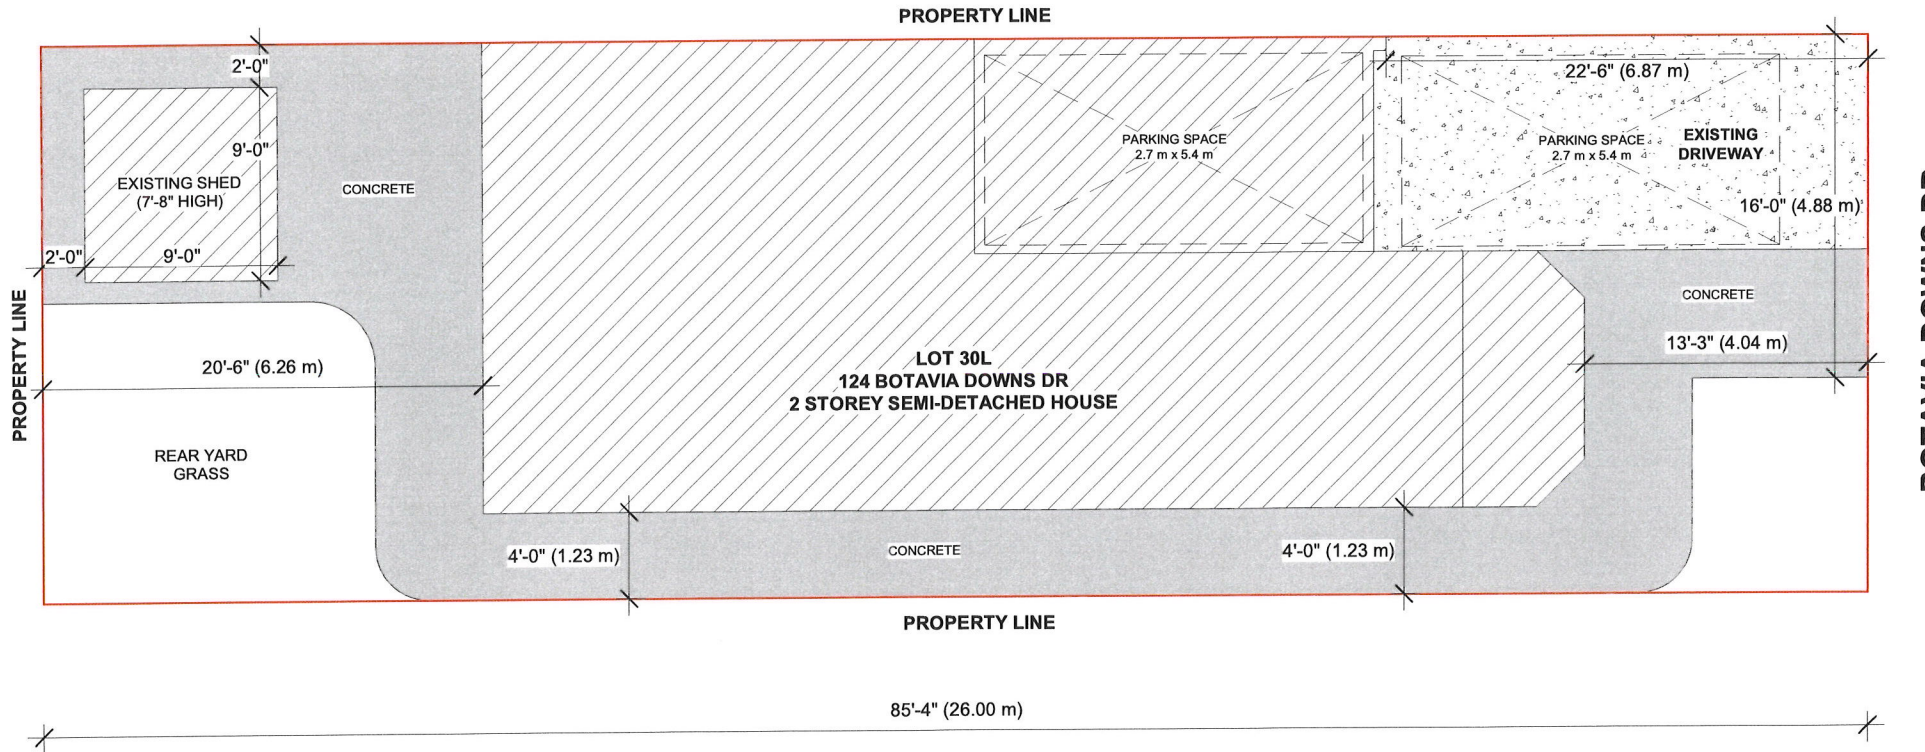 PROPERTY LINE
2'-0"
22'-6" (6.87 m)
9'-0"
PARKING SPACE
2.7 m x 5.4 m
PARKING SPACE
2.7 m x 5.4 m
EXISTING
DRIVEWAY
EXISTING SHED
(7'-8" HIGH)
CONCRETE
16'-0" (4.88 m)
2'-0"
9'-0"
CONCRETE
PROPERTY LINE
13'-3" (4.04 m)
20'-6" (6.26 m)
LOT 30L
124 BOTAVIA DOWNS DR
2 STOREY SEMI-DETACHED HOUSE
REAR YARD
GRASS
4'-0" (1.23 m)
CONCRETE
4'-0" (1.23 m)
PROPERTY LINE
85'-4" (26.00 m)